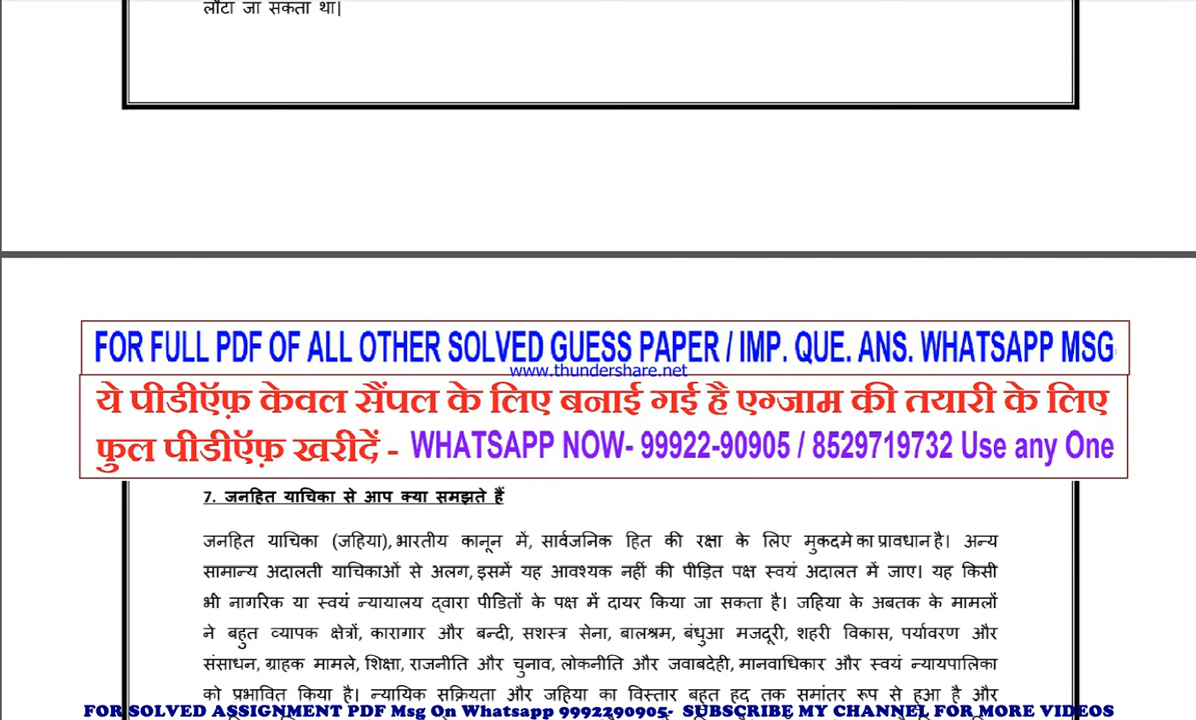 लौटा जा सकता था|
FOR FULL PDF OF ALL OTHER SOLVED GUESS PAPER / IMP. QUE. ANS. WHATSAPP MSG
www.thundershare.net
ये पीडीऍफ़ केवल सैंपल के लिए बनाई गई है एग्जाम की तयारी के लिए
फुल पीडीऍफ़ खरीदें - WHATSAPP NOW- 99922-90905 / 8529719732 Use any One
7. जनहित याचिका से आप क्या समझते हैं
जनहित याचिका (जहिया), भारतीय कानून में, सार्वजनिक हित की रक्षा के लिए मुकदमे का प्रावधान है। अन्य
सामान्य अदालती याचिकाओं से अलग, इसमें यह आवश्यक नहीं की पीड़ित पक्ष स्वयं अदालत में जाए। यह किसी
भी नागरिक या स्वयं न्यायालय द्वारा पीडितों के पक्ष में दायर किया जा सकता है। जहिया के अबतक के मामलों
ने बहुत व्यापक क्षेत्रों, कारागार और बन्दी, सशस्त्र सेना, बालश्रम, बंधुआ मजदूरी, शहरी विकास, पर्यावरण और
संसाधन, ग्राहक मामले, शिक्षा, राजनीति और चुनाव, लोकनीति और जवाबदेही, मानवाधिकार और स्वयं न्यायपालिका
को प्रभावित किया है। न्यायिक सक्रियता और जहिया का विस्तार बहुत हद तक समांतर रूप से हुआ है और
FOR SOLVED ASSIGNMENT PDF Msg On Whatsapp 9992290905- SUBSCRIBE MY CHANNEL FOR MORE VIDEOS